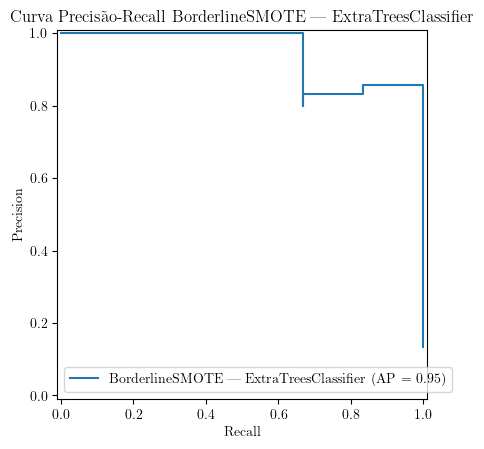 Curva Precisão-Recall BorderlineSMOTE — ExtraTreesClassifier
1.0
0.8
0.6
0.4
0.2
0.0
Precision
BorderlineSMOTE — ExtraTreesClassifier (AP = 0.95)
0.0 0.2 0.4 0.6 0.8 1.0
Recall